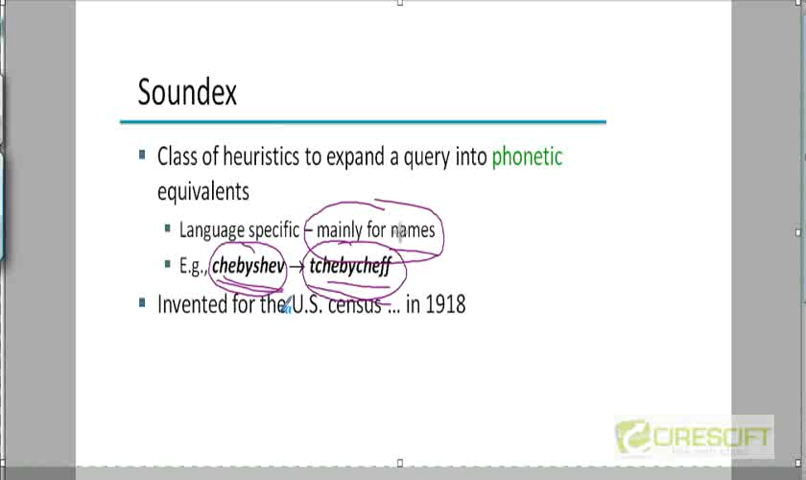 Soundex
Class of heuristics to expand a query into phonetic
equivalents
Language specific – mainly for names
E.g., chebyshev → tchebycheff
Invented for the U.S. census ... in 1918
CIRESOFT